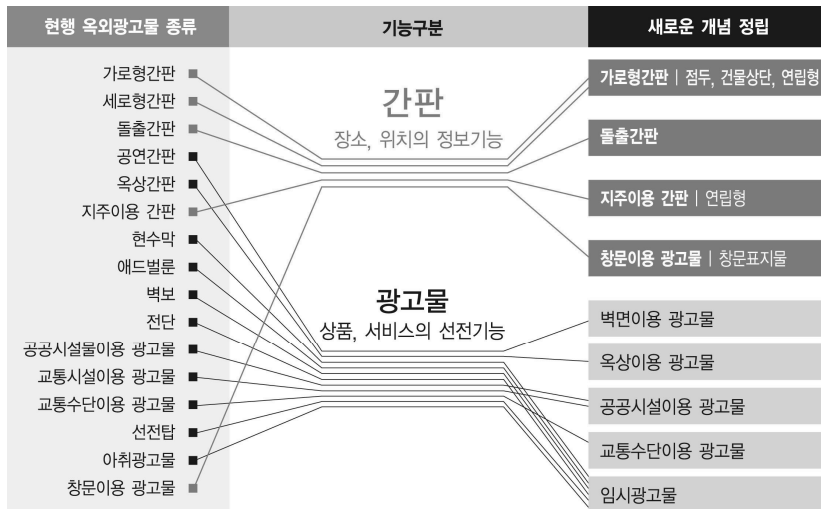 현행 옥외광고물 종류
기능구분
새로운 개념 정립
가로형간판
세로형간판
돌출간판
공연간판
옥상간판
지주이용 간판
현수막
애드벌룬
벽보
전단
공공시설물이용 광고물
교통시설이용 광고물
교통수단이용 광고물
선전탑
아취광고물
창문이용 광고물
간판
장소, 위치의 정보기능
광고물
상품, 서비스의 선전기능
가로형간판 | 점두, 건물상단, 연립형
돌출간판
지주이용 간판 | 연립형
창문이용 광고물 | 창문표지물
벽면이용 광고물
옥상이용 광고물
공공시설이용 광고물
교통수단이용 광고물
임시광고물